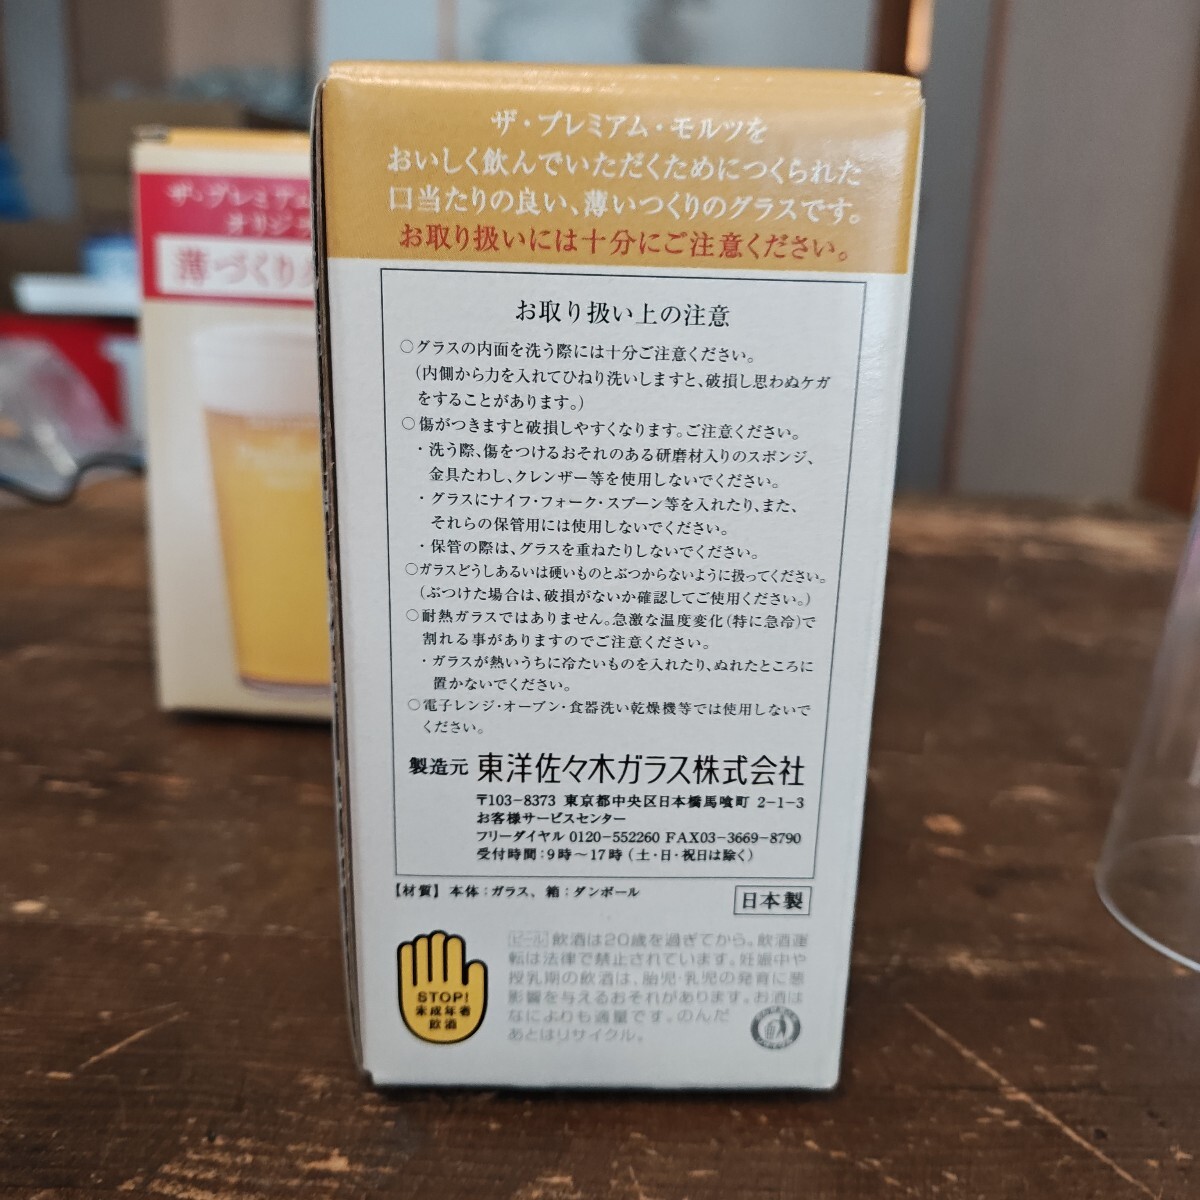 ザ・プレミアム・モルツを
おいしく飲んでいただくためにつくられた
口当たりの良い、薄いつくりのグラスです。
お取り扱いには十分にご注意ください。
お取り扱い上の注意
○グラスの内面を洗う際には十分ご注意ください。
(内側から力を入れてひねり洗いしますと、破損し思わぬケガ
をすることがあります。)
○傷がつきますと破損しやすくなります。ご注意ください。
・洗う際、傷をつけるおそれのある研磨材入りのスポンジ、
金具たわし、クレンザー等を使用しないでください。
・グラスにナイフ・フォーク・スプーン等を入れたり、また、
それらの保管用には使用しないでください。
・保管の際は、グラスを重ねたりしないでください。
○ガラスどうしあるいは硬いものとぶつからないように扱ってください。
(ぶつけた場合は、破損がないか確認してご使用ください。)
○耐熱ガラスではありません。急激な温度変化(特に急冷)で
割れる事がありますのでご注意ください。
・ガラスが熱いうちに冷たいものを入れたり、ぬれたところに
置かないでください。
○電子レンジ・オーブン・食器洗い乾燥機等では使用しないで
ください。
製造元 東洋佐々木ガラス株式会社
〒103-8373 東京都中央区日本橋馬喰町 2-1-3
お客様サービスセンター
フリーダイヤル 0120-552260 FAX03-3669-8790
受付時間:9時〜17時(土・日・祝日は除く)
【材質】本体:ガラス、箱:ダンボール
日本製
STOP!
未成年者
飲酒
ビール 飲酒は20歳を過ぎてから。飲酒運
転は法律で禁止されています。妊娠中や
授乳期の飲酒は、胎児・乳児の発育に悪
影響を与えるおそれがあります。お酒は
なによりも適量です。のんだ
あとはリサイクル。
ザ・プレミアム
オリジ
薄づくり